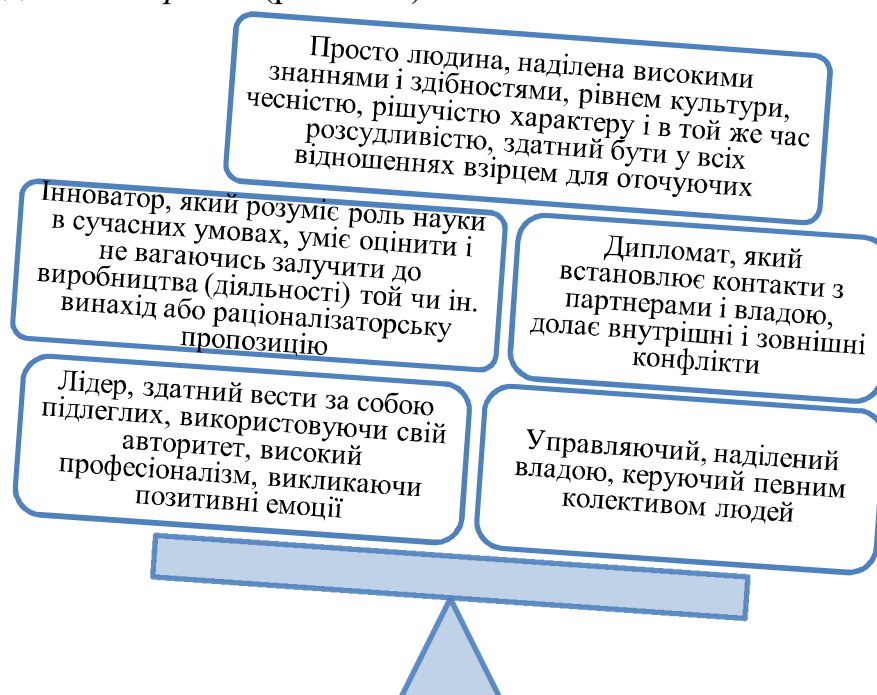 Просто людина, наділена високими
знаннями і здібностями, рівнем культури,
чесністю, рішучістю характеру і в той же час
розсудливістю, здатний бути у всіх
відношеннях взірцем для оточуючих
Інноватор, який розуміє роль науки
в сучасних умовах, уміє оцінити і
не вагаючись залучити до
виробництва (діяльності) той чи ін.
винахід або раціоналізаторську
пропозицію
Дипломат, який
встановлює контакти з
партнерами і владою,
долає внутрішні і зовнішні
конфлікти
Лідер, здатний вести за собою
підлеглих, використовуючи свій
авторитет, високий
професіоналізм, викликаючи
позитивні емоції
Управляючий, наділений
владою, керуючий певним
колективом людей